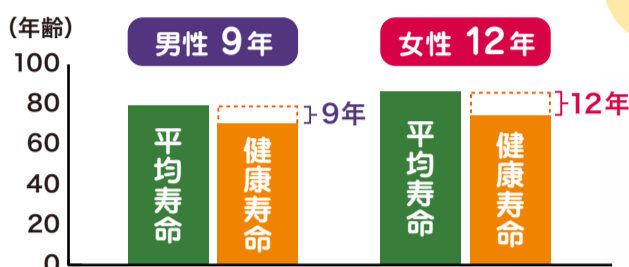 (年齢)
男性 9年
女性 12年
100
80
60
40
20
0
平均寿命
健康寿命
9年
平均寿命
健康寿命
12年